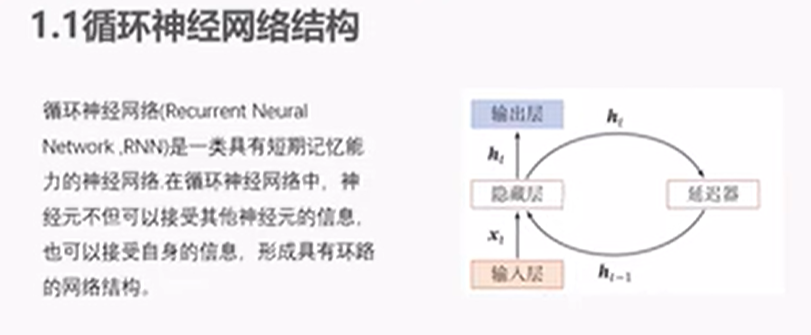 1.1循环神经网络结构
循环神经网络(Recurrent Neural
Network ,RNN)是一类具有短期记忆能
力的神经网络.在循环神经网络中，神
经元不但可以接受其他神经元的信息，
也可以接受自身的信息，形成具有环路
的网络结构。
输出层
h_t
h_t
隐藏层
延迟器
x_t
输入层
h_{t-1}